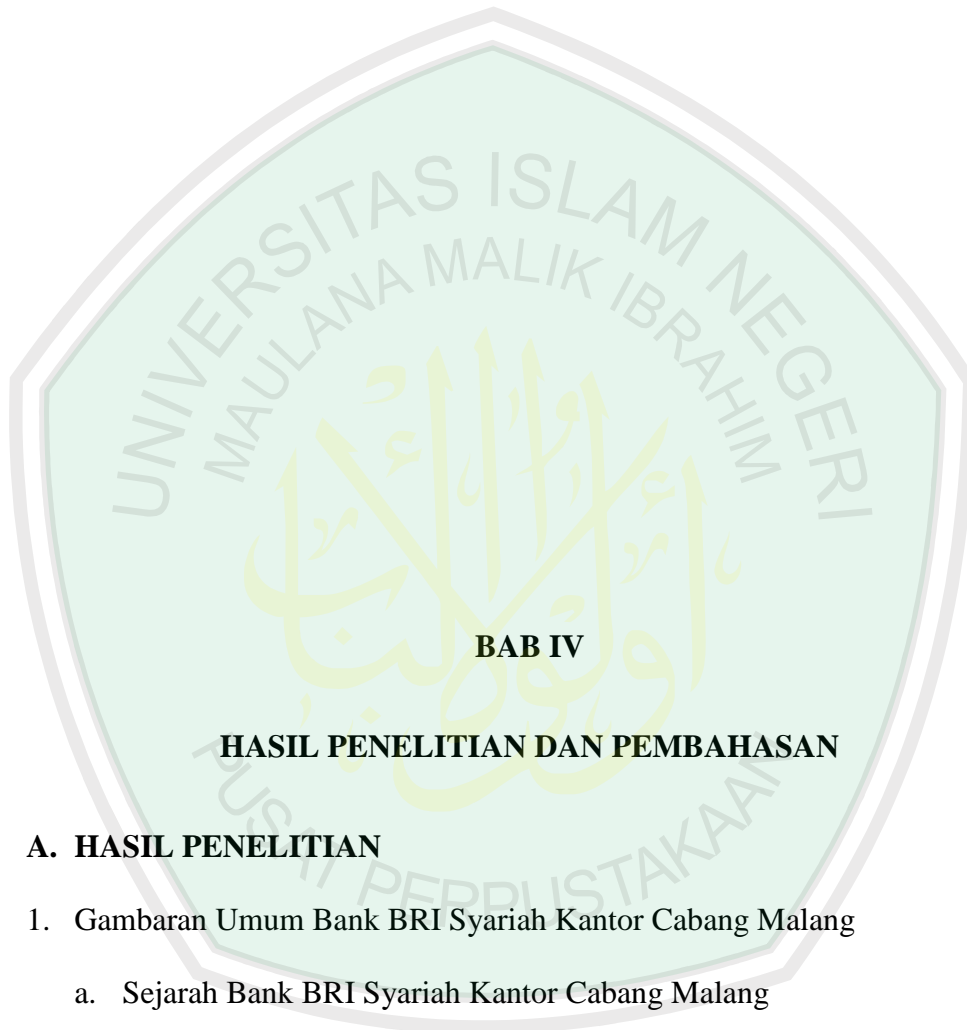 UNIVERSITAS ISLAM NEGERI
MAULANA MALIK IBRAHIM
BAB IV
HASIL PENELITIAN DAN PEMBAHASAN
A. HASIL PENELITIAN
PUSAT PERPUSTAKAAN
1. Gambaran Umum Bank BRI Syariah Kantor Cabang Malang
a. Sejarah Bank BRI Syariah Kantor Cabang Malang